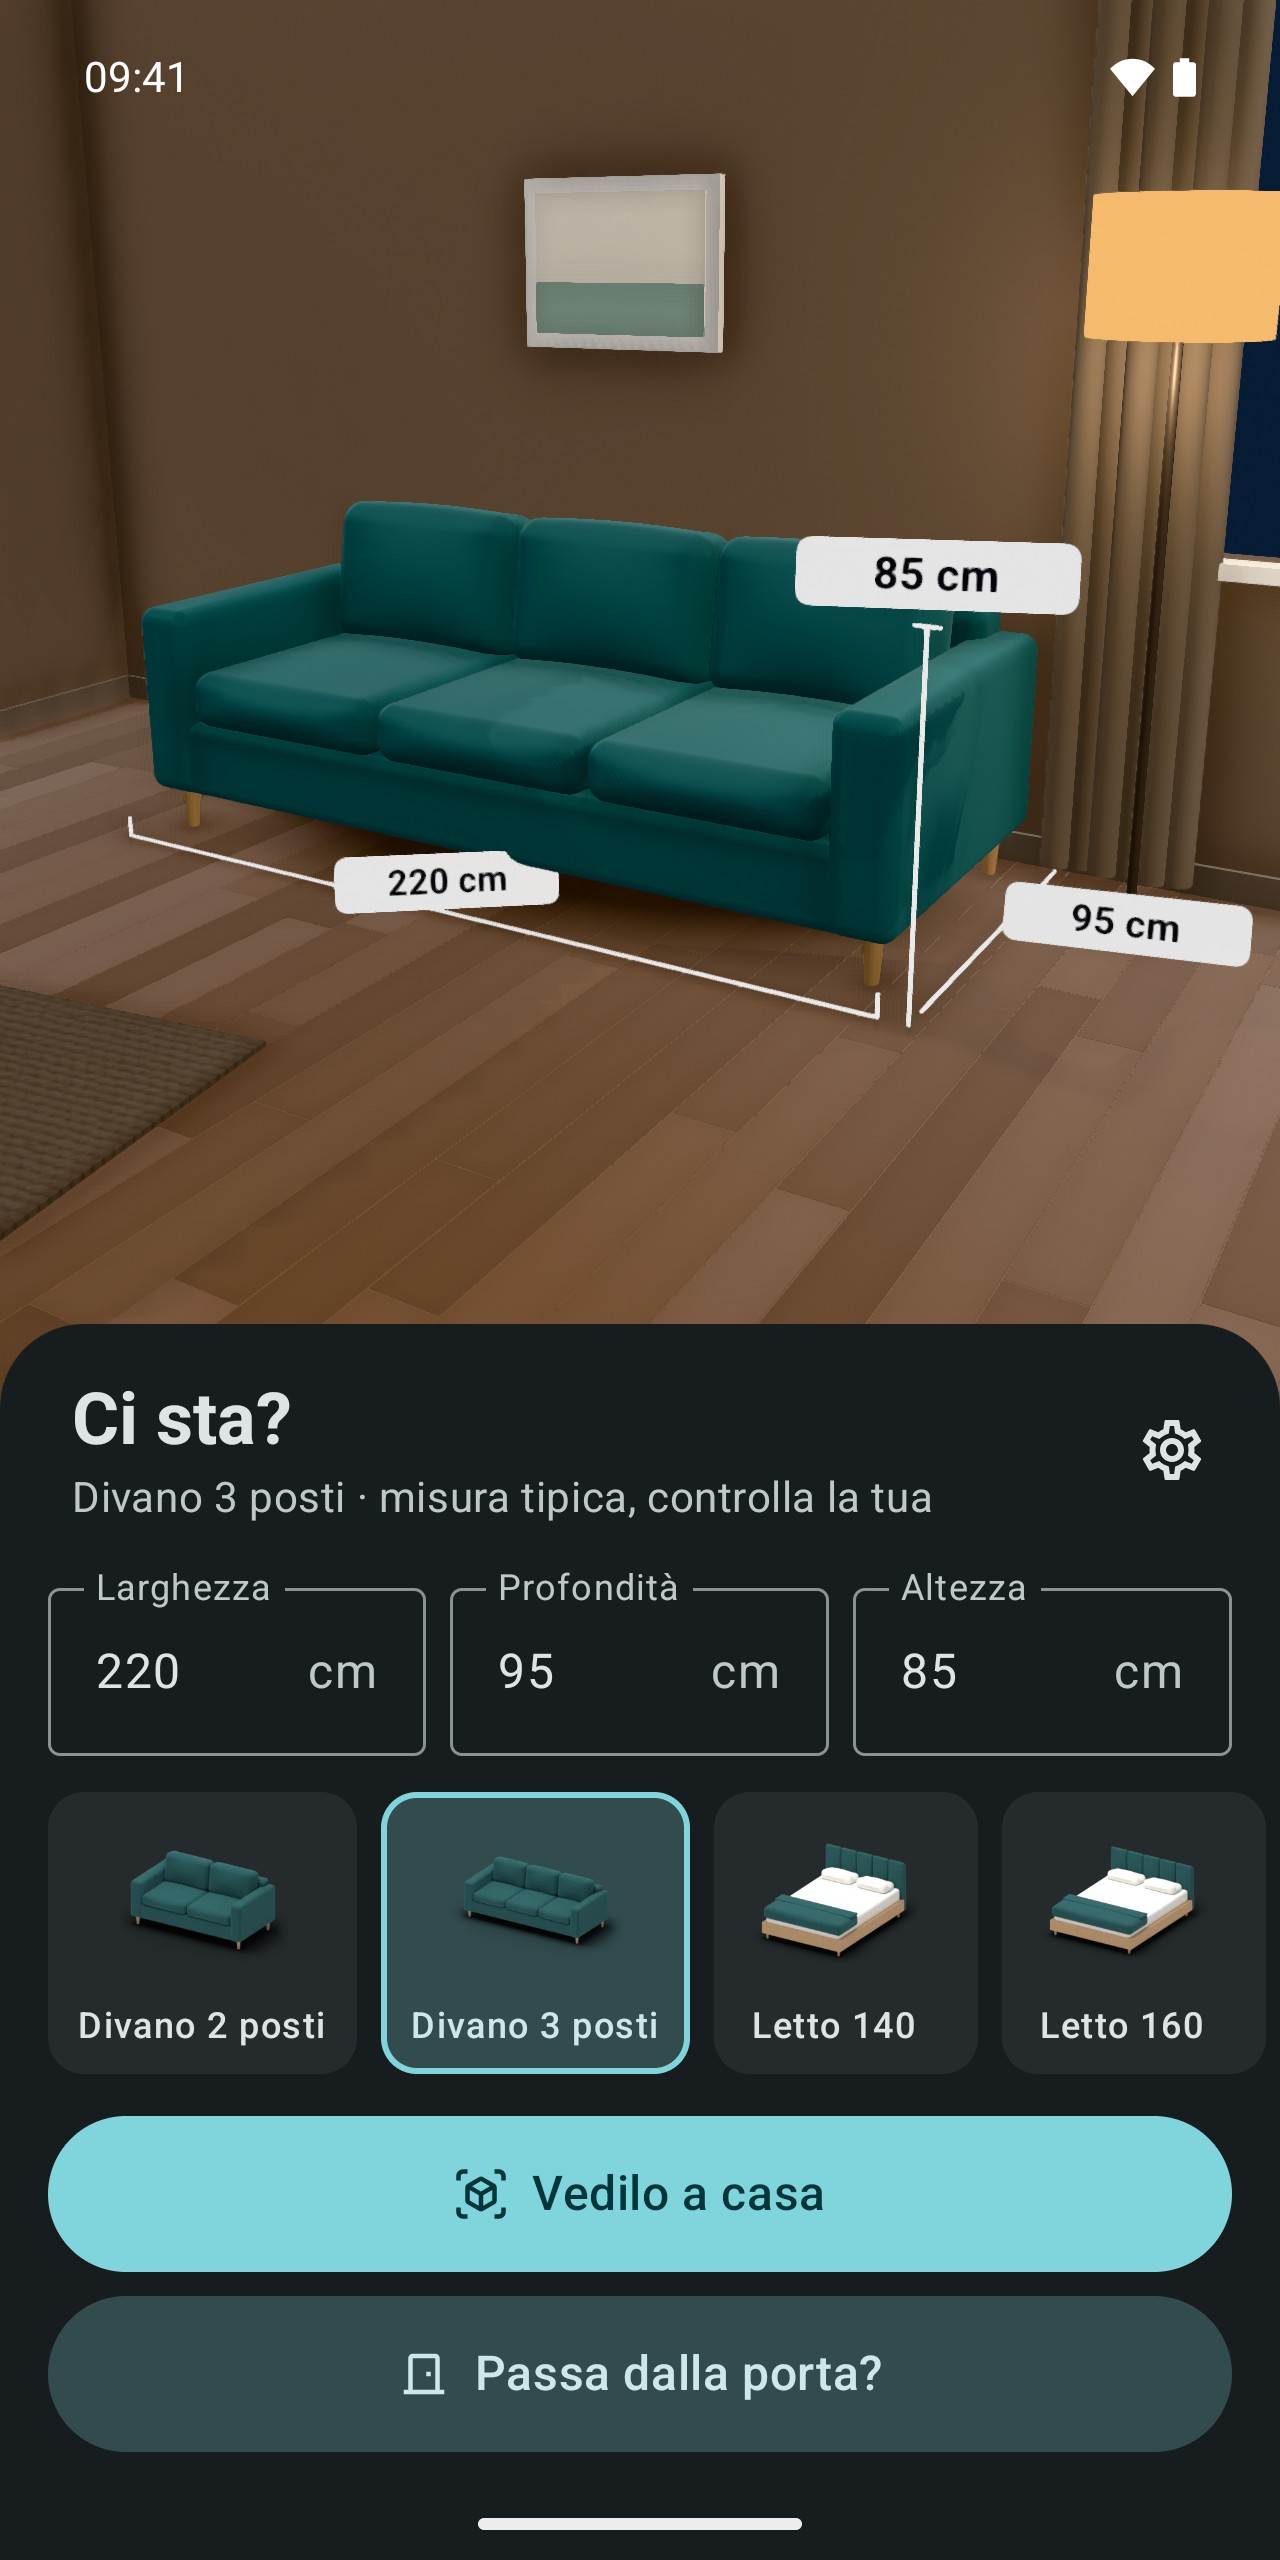 09:41
85 cm
220 cm
95 cm
Ci sta?
Divano 3 posti · misura tipica, controlla la tua
Larghezza
Profondità
Altezza
220 cm
95 cm
85 cm
Divano 2 posti
Divano 3 posti
Letto 140
Letto 160
Vedilo a casa
Passa dalla porta?